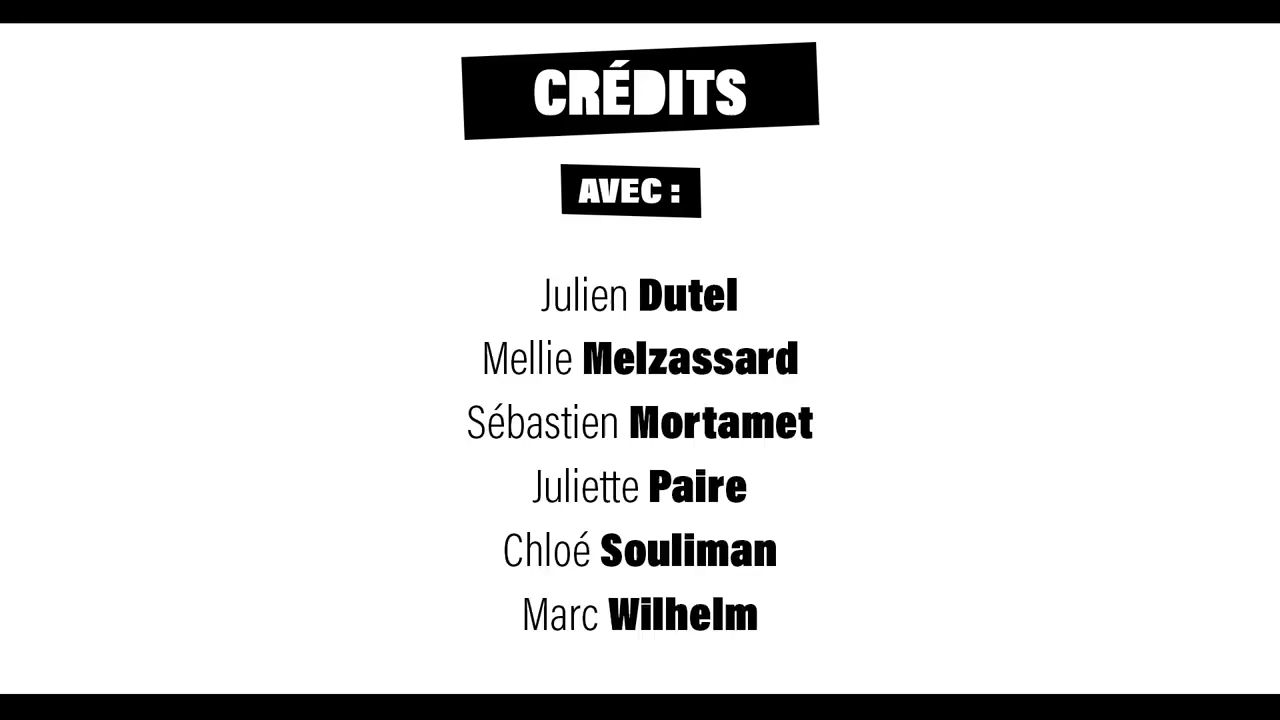 CRÉDITS
AVEC :
Julien Dutel
Mellie Melzassard
Sébastien Mortamet
Juliette Paire
Chloé Souliman
Marc Wilhelm